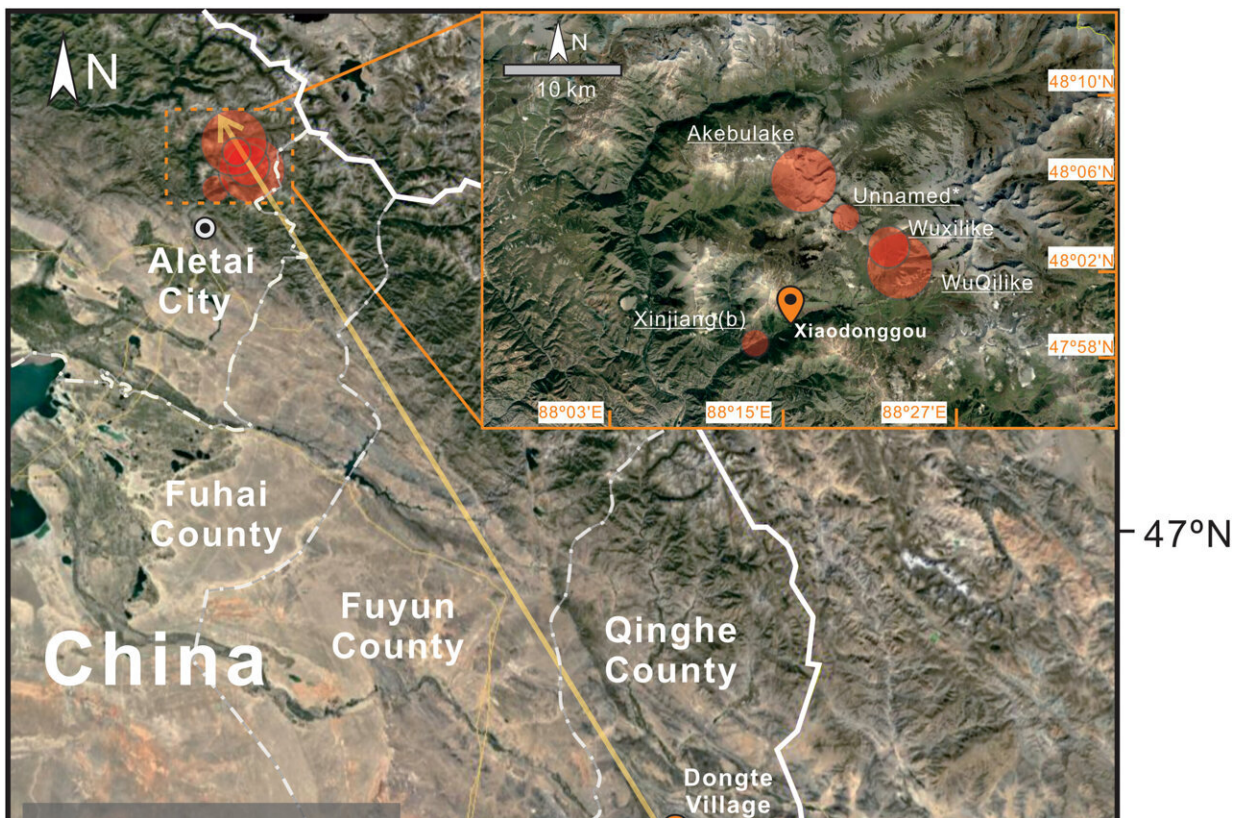 N
N
10 km
48º10'N
Akebulake
48º06'N
Unnamed*
Wuxilike
48º02'N
WuQilike
Xinjiang(b)
Xiaodonggou
47º58'N
88º03'E
88º15'E
88º27'E
Aletai
City
Fuhai
County
47ºN
Fuyun
County
Qinghe
County
China
Dongte
Village